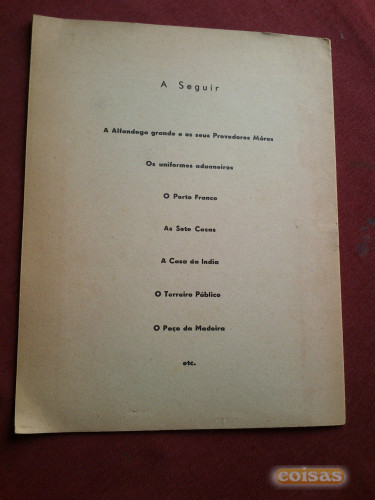 A Seguir
A Alfandega grande e os seus Provedores Móres
Os uniformes aduaneiros
O Porto Franco
As Sete Casas
A Casa da India
O Terreiro Público
O Paço da Madeira
etc.
coisas